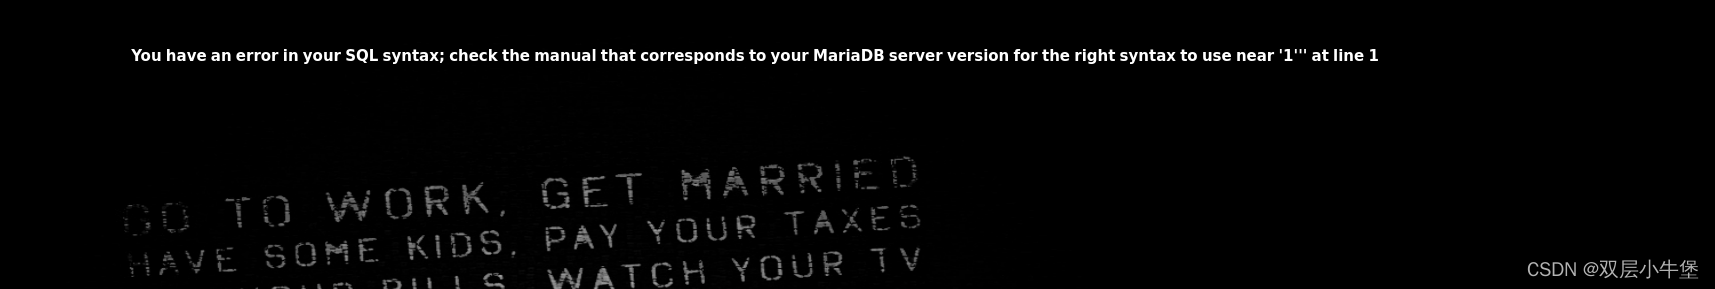 You have an error in your SQL syntax; check the manual that corresponds to your MariaDB server version for the right syntax to use near '1''' at line 1
GO TO WORK, GET MARRIED
HAVE SOME KIDS, PAY YOUR TAXES
YOUR BILLS, WATCH YOUR TV
CSDN @双层小牛堡